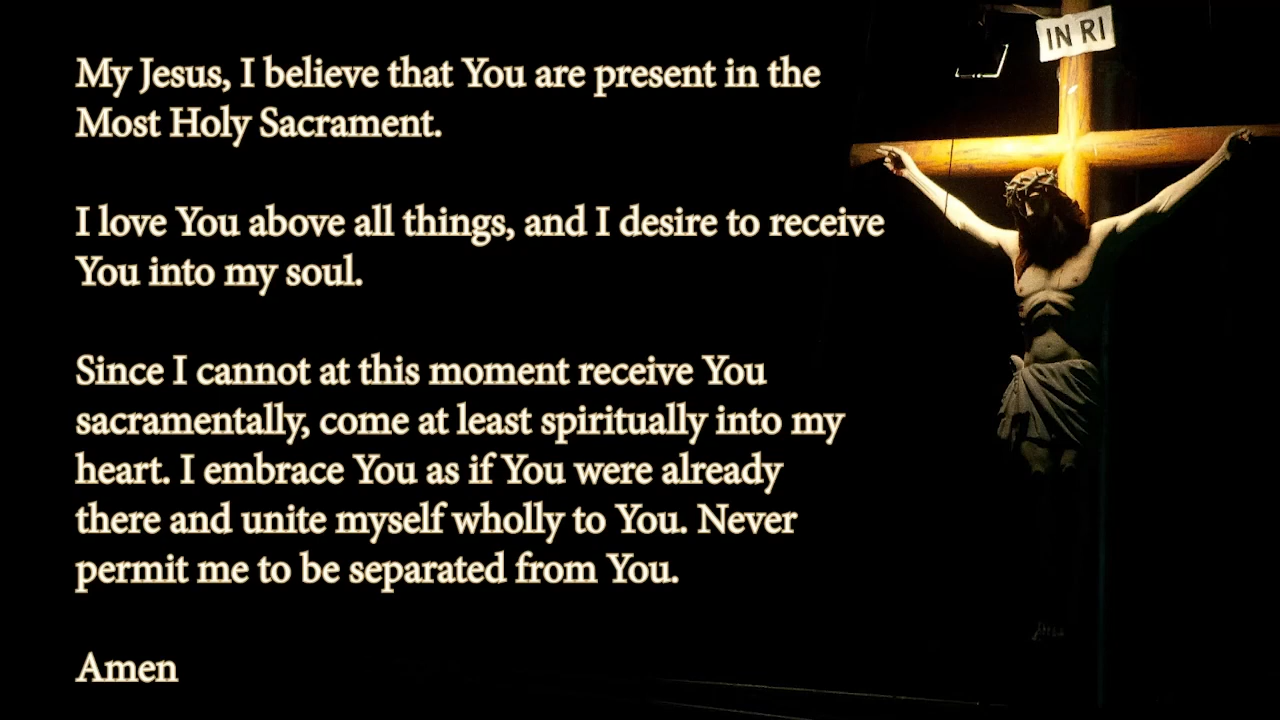 IN RI
My Jesus, I believe that You are present in the
Most Holy Sacrament.
I love You above all things, and I desire to receive
You into my soul.
Since I cannot at this moment receive You
sacramentally, come at least spiritually into my
heart. I embrace You as if You were already
there and unite myself wholly to You. Never
permit me to be separated from You.
Amen